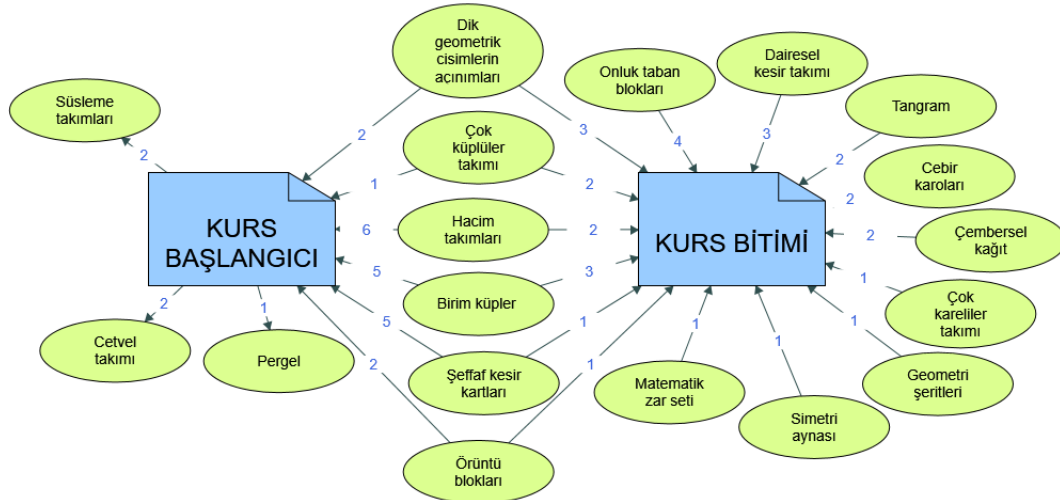 Dik
geometrik
cisimlerin
açınımları
Onluk taban
blokları
Dairesel
kesir takımı
Süsleme
takımları
Tangram
2
2
3
4
3
2
Çok
küplüler
takımı
Cebir
karoları
1
2
2
KURS
BAŞLANGICI
6
Hacim
takımları
2
KURS BİTİMİ
2
Çembersel
kağıt
5
Birim küpler
3
1
Çok
kareliler
takımı
2
1
5
1
1
1
1
Cetvel
takımı
Pergel
2
Şeffaf kesir
kartları
1
Matematik
zar seti
Geometri
şeritleri
Simetri
aynası
Örüntü
blokları